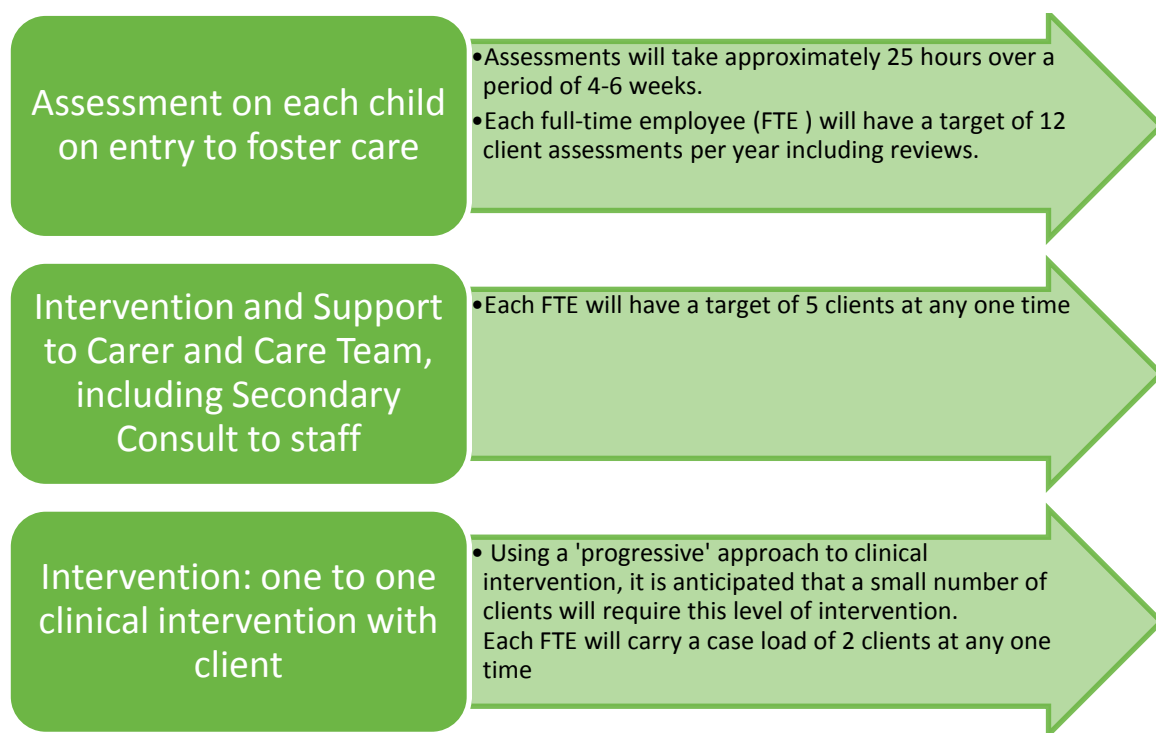 Assessment on each child
on entry to foster care
•Assessments will take approximately 25 hours over a
period of 4-6 weeks.
•Each full-time employee (FTE ) will have a target of 12
client assessments per year including reviews.
Intervention and Support
to Carer and Care Team,
including Secondary
Consult to staff
•Each FTE will have a target of 5 clients at any one time
Intervention: one to one
clinical intervention with
client
• Using a 'progressive' approach to clinical
intervention, it is anticipated that a small number of
clients will require this level of intervention.
Each FTE will carry a case load of 2 clients at any one
time